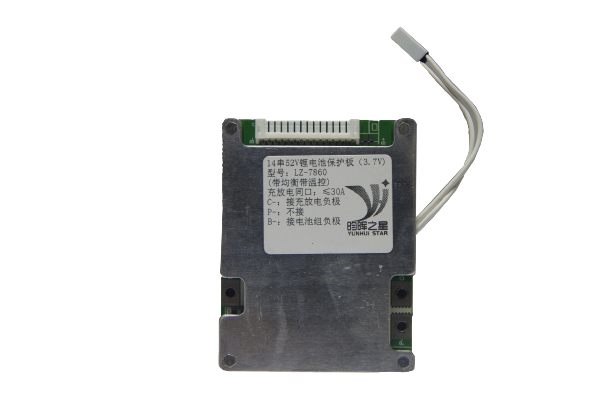 14串52V锂电池保护板(3.7V)
型号: LZ-7860
(带均衡带温控)
充放电同口: ≤30A
C-: 接充放电负极
P-: 不接
B-: 接电池组负极
昀晖之星
YUNHUI STAR